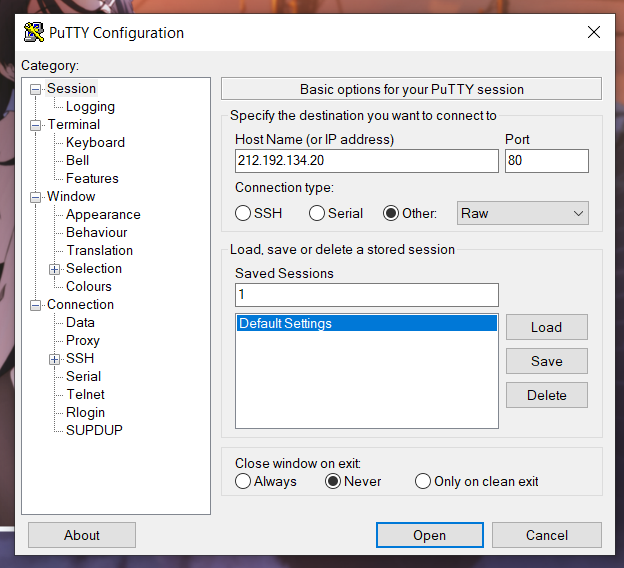 PuTTY Configuration
Category:
Session
Logging
Terminal
Keyboard
Bell
Features
Window
Appearance
Behaviour
Translation
Selection
Colours
Connection
Data
Proxy
SSH
Serial
Telnet
Rlogin
SUPDUP
Basic options for your PuTTY session
Specify the destination you want to connect to
Host Name (or IP address) Port
212.192.134.20 80
Connection type:
SSH Serial Other: Raw
Load, save or delete a stored session
Saved Sessions
1
Default Settings
Load
Save
Delete
Close window on exit:
Always Never Only on clean exit
About Open Cancel